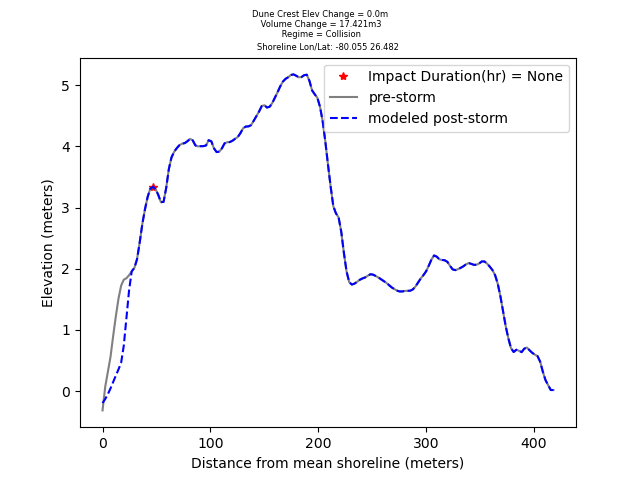 Dune Crest Elev Change = 0.0m
Volume Change = 17.421m3
Regime = Collision
Shoreline Lon/Lat: -80.055 26.482
Impact Duration(hr) = None
pre-storm
modeled post-storm
Elevation (meters)
5
4
3
2
1
0
0 100 200 300 400
Distance from mean shoreline (meters)